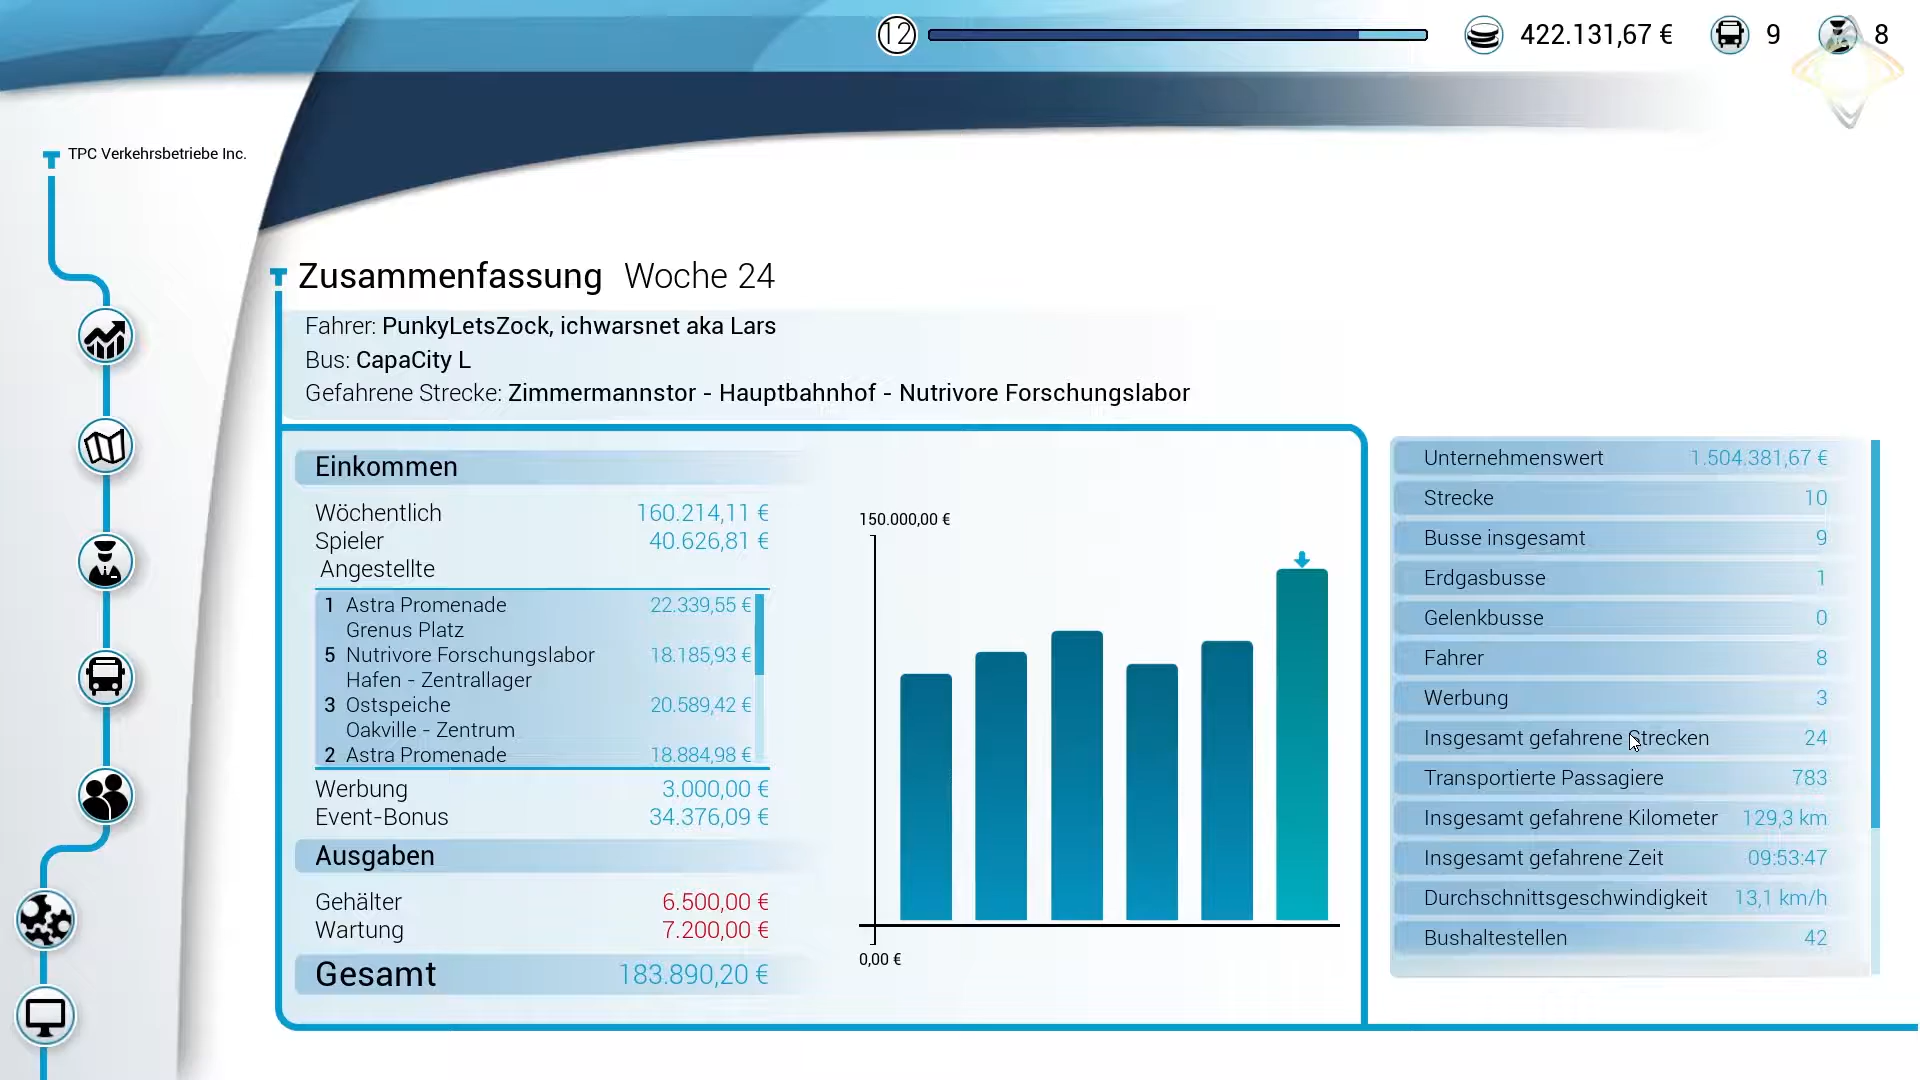 12
422.131,67 €
9
8
TPC Verkehrsbetriebe Inc.
Zusammenfassung Woche 24
Fahrer: PunkyLetsZock, ichwarsnet aka Lars
Bus: CapaCity L
Gefahrene Strecke: Zimmermannstor - Hauptbahnhof - Nutrivore Forschungslabor
Einkommen
Wöchentlich 160.214,11 €
Spieler 40.626,81 €
Angestellte
1 Astra Promenade 22.339,55 €
Grenus Platz
5 Nutrivore Forschungslabor 18.185,93 €
Hafen - Zentrallager
3 Ostspeiche 20.589,42 €
Oakville - Zentrum
2 Astra Promenade 18.884,98 €
Werbung 3.000,00 €
Event-Bonus 34.376,09 €
Ausgaben
Gehälter 6.500,00 €
Wartung 7.200,00 €
Gesamt 183.890,20 €
150.000,00 €
0,00 €
Unternehmenswert 1.504.381,67 €
Strecke 10
Busse insgesamt 9
Erdgasbusse 1
Gelenkbusse 0
Fahrer 8
Werbung 3
Insgesamt gefahrene Strecken 24
Transportierte Passagiere 783
Insgesamt gefahrene Kilometer 129,3 km
Insgesamt gefahrene Zeit 09:53:47
Durchschnittsgeschwindigkeit 13,1 km/h
Bushaltestellen 42